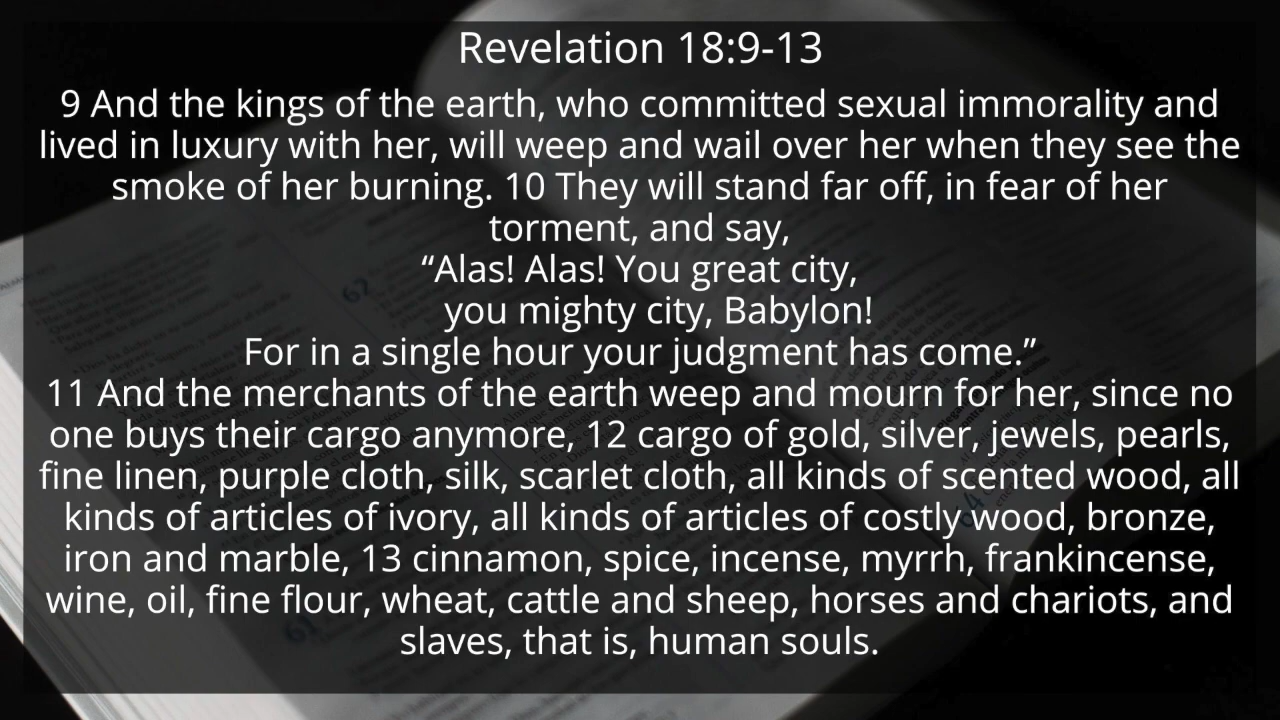 Revelation 18:9-13
9 And the kings of the earth, who committed sexual immorality and
lived in luxury with her, will weep and wail over her when they see the
smoke of her burning. 10 They will stand far off, in fear of her
torment, and say,
“Alas! Alas! You great city,
you mighty city, Babylon!
For in a single hour your judgment has come.”
11 And the merchants of the earth weep and mourn for her, since no
one buys their cargo anymore, 12 cargo of gold, silver, jewels, pearls,
fine linen, purple cloth, silk, scarlet cloth, all kinds of scented wood, all
kinds of articles of ivory, all kinds of articles of costly wood, bronze,
iron and marble, 13 cinnamon, spice, incense, myrrh, frankincense,
wine, oil, fine flour, wheat, cattle and sheep, horses and chariots, and
slaves, that is, human souls.
62
64
61